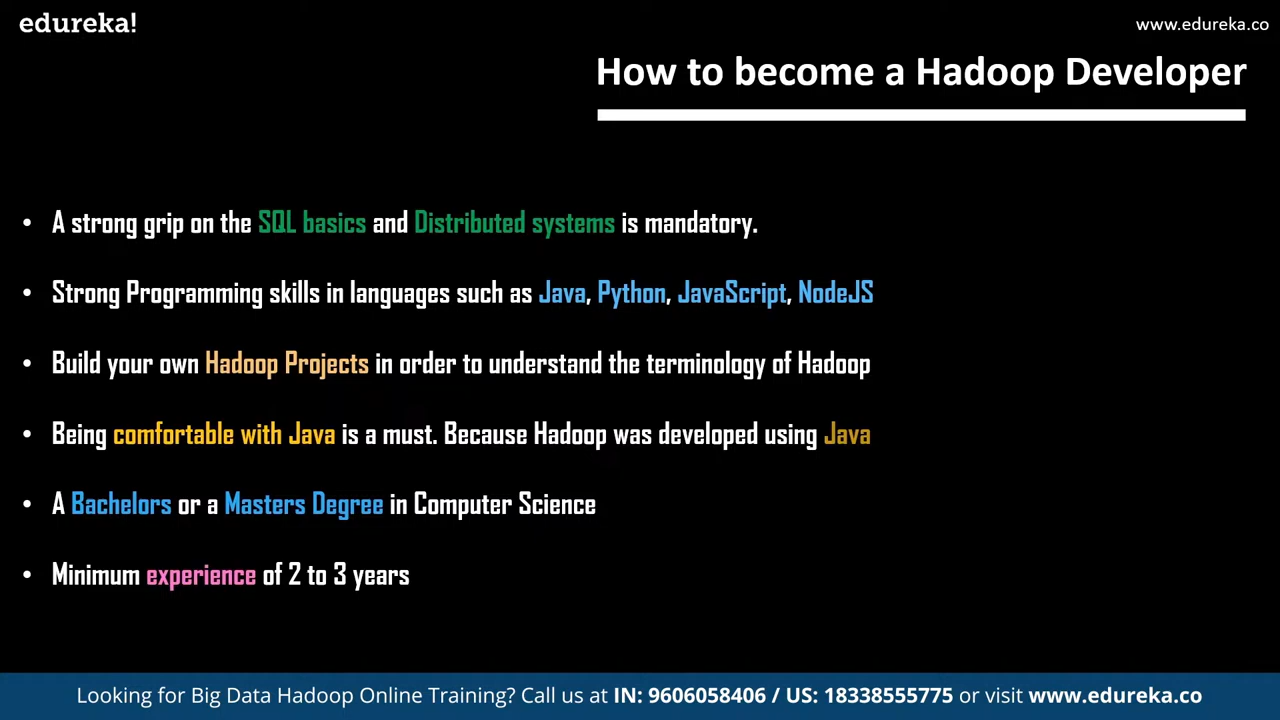 edureka!
www.edureka.co
How to become a Hadoop Developer
• A strong grip on the SQL basics and Distributed systems is mandatory.
• Strong Programming skills in languages such as Java, Python, JavaScript, NodeJS
• Build your own Hadoop Projects in order to understand the terminology of Hadoop
• Being comfortable with Java is a must. Because Hadoop was developed using Java
• A Bachelors or a Masters Degree in Computer Science
• Minimum experience of 2 to 3 years
Looking for Big Data Hadoop Online Training? Call us at IN: 9606058406 / US: 18338555775 or visit www.edureka.co